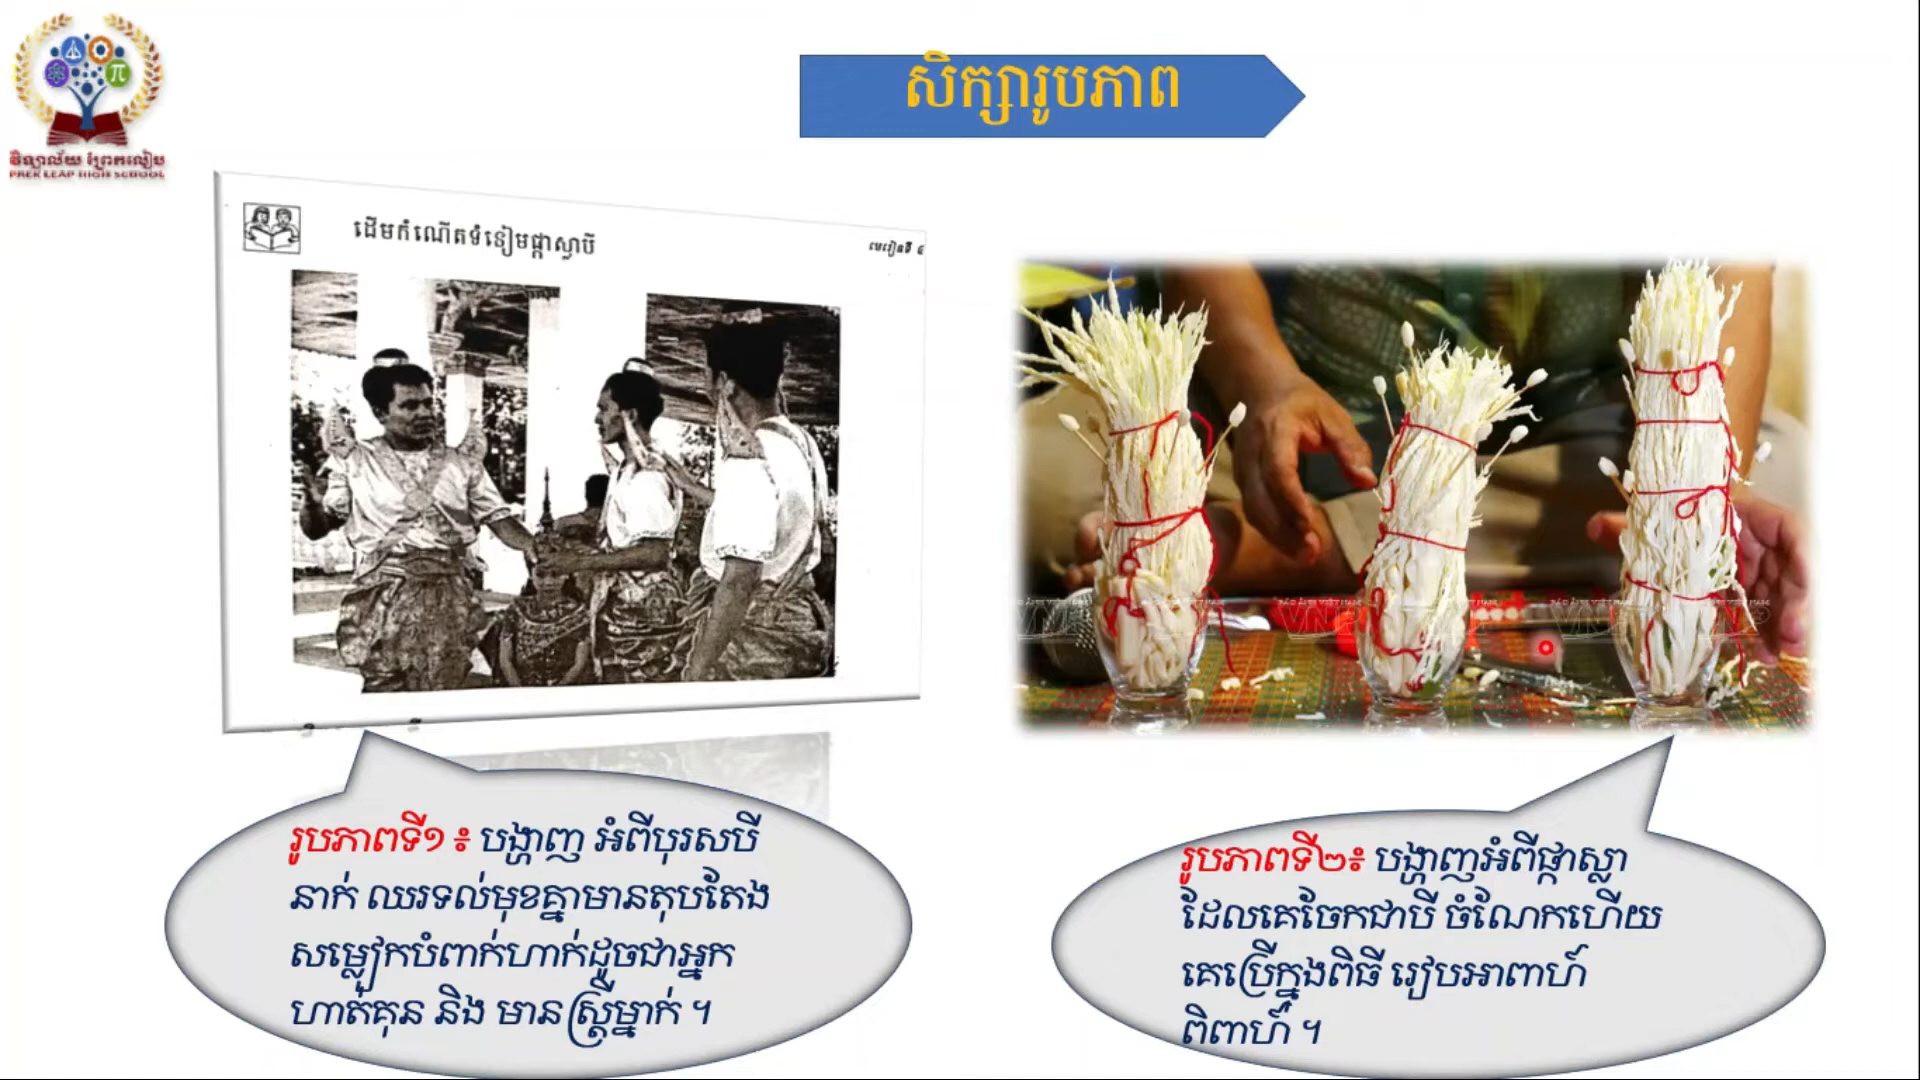 សិក្សារូបភាព
វិទ្យាល័យ ព្រែកលៀប
PREK LEAP HIGH SCHOOL
ដើមកំណើតទំនៀមផ្កាស្លាបី
មេរៀនទី ៤
រូបភាពទី១ ៖ បង្ហាញ អំពីបុរសបី
នាក់ ឈរទល់មុខគ្នាមានតុបតែង
សម្លៀកបំពាក់ហាក់ដូចជាអ្នក
ហាត់គុន និង មានស្ត្រីម្នាក់ ។
រូបភាពទី២៖ បង្ហាញអំពីផ្កាស្លា
ដែលគេចែកជាបី ចំណែកហើយ
គេប្រើក្នុងពិធី រៀបអាពាហ៍
ពិពាហ៍ ។